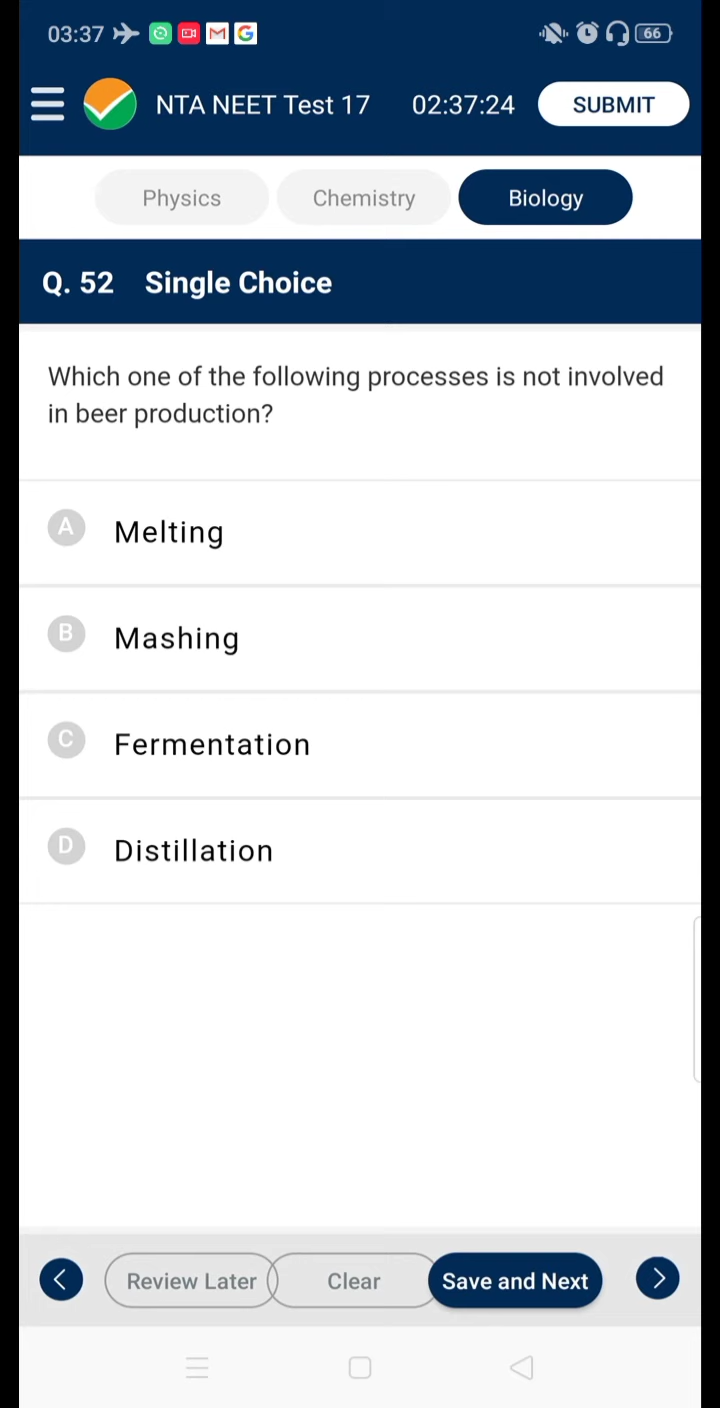 03:37
66
NTA NEET Test 17 02:37:24 SUBMIT
Physics Chemistry Biology
Q. 52 Single Choice
Which one of the following processes is not involved
in beer production?
A Melting
B Mashing
C Fermentation
D Distillation
Review Later Clear Save and Next